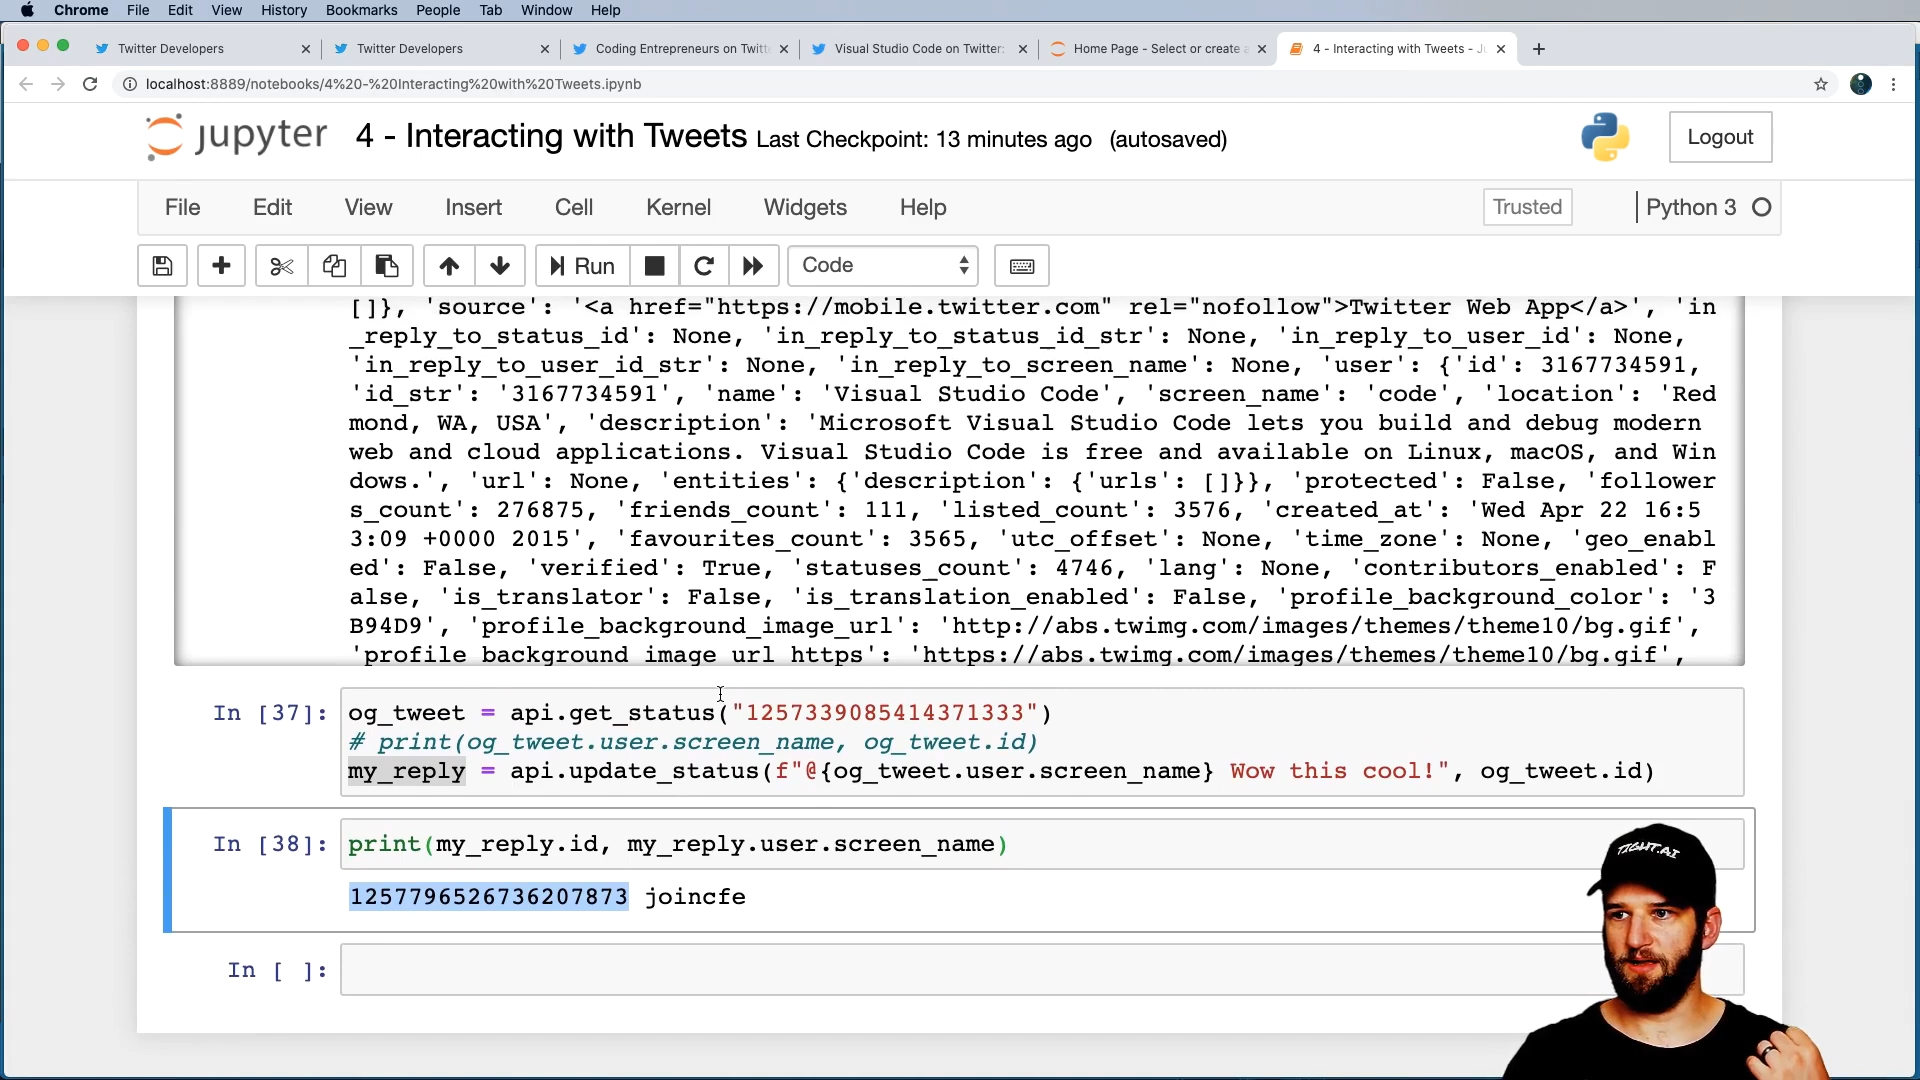 Chrome File Edit View History Bookmarks People Tab Window Help
Twitter Developers Twitter Developers Coding Entrepreneurs on Twitt Visual Studio Code on Twitter: Home Page - Select or create a 4 - Interacting with Tweets - Ju
localhost:8889/notebooks/4%20-%20Interacting%20with%20Tweets.ipynb
jupyter 4 - Interacting with Tweets Last Checkpoint: 13 minutes ago (autosaved) Logout
File Edit View Insert Cell Kernel Widgets Help Trusted Python 3
Run Code
[]}, 'source': '<a href="https://mobile.twitter.com" rel="nofollow">Twitter Web App</a>', 'in
_reply_to_status_id': None, 'in_reply_to_status_id_str': None, 'in_reply_to_user_id': None,
'in_reply_to_user_id_str': None, 'in_reply_to_screen_name': None, 'user': {'id': 3167734591,
'id_str': '3167734591', 'name': 'Visual Studio Code', 'screen_name': 'code', 'location': 'Red
mond, WA, USA', 'description': 'Microsoft Visual Studio Code lets you build and debug modern
web and cloud applications. Visual Studio Code is free and available on Linux, macOS, and Win
dows.', 'url': None, 'entities': {'description': {'urls': []}}, 'protected': False, 'follower
s_count': 276875, 'friends_count': 111, 'listed_count': 3576, 'created_at': 'Wed Apr 22 16:5
3:09 +0000 2015', 'favourites_count': 3565, 'utc_offset': None, 'time_zone': None, 'geo_enabl
ed': False, 'verified': True, 'statuses_count': 4746, 'lang': None, 'contributors_enabled': F
alse, 'is_translator': False, 'is_translation_enabled': False, 'profile_background_color': '3
B94D9', 'profile_background_image_url': 'http://abs.twimg.com/images/themes/theme10/bg.gif',
'profile_background_image_url_https': 'https://abs.twimg.com/images/themes/theme10/bg.gif',
In [37]: og_tweet = api.get_status("1257339085414371333")
# print(og_tweet.user.screen_name, og_tweet.id)
my_reply = api.update_status(f"@{og_tweet.user.screen_name} Wow this cool!", og_tweet.id)
In [38]: print(my_reply.id, my_reply.user.screen_name)
1257796526736207873 joincfe
In [ ]:
TIGHT.AI